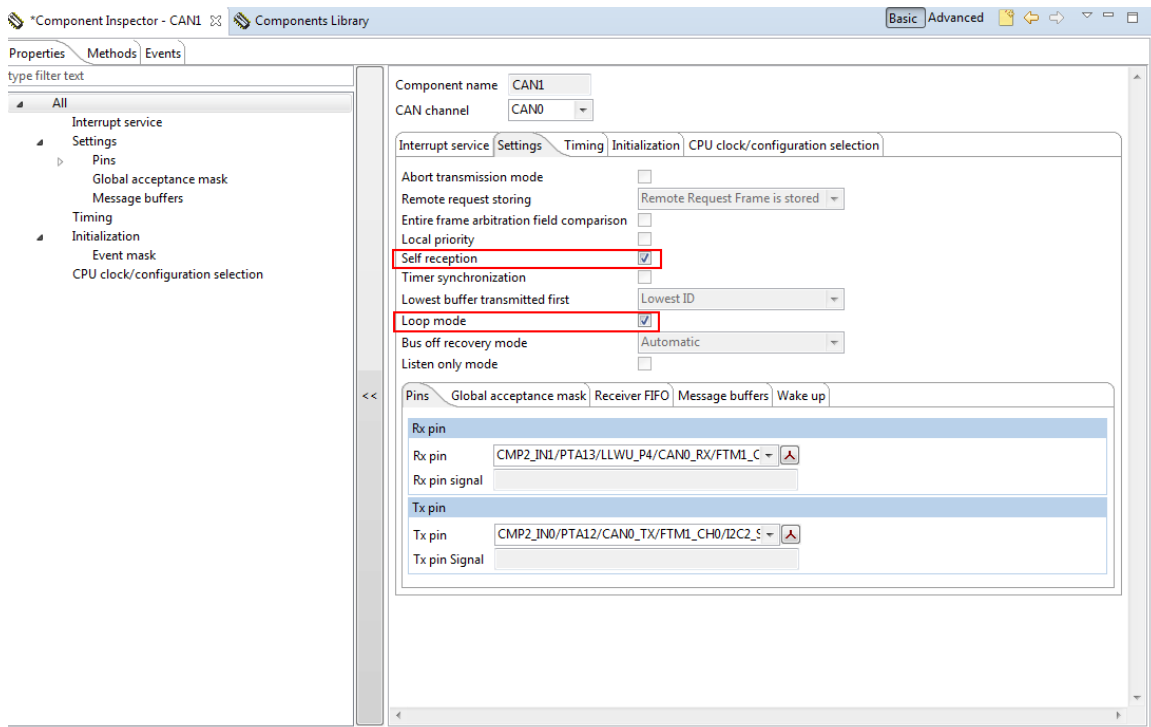 *Component Inspector - CAN1 Components Library Basic Advanced
Properties Methods Events
type filter text
All
Interrupt service
Settings
Pins
Global acceptance mask
Message buffers
Timing
Initialization
Event mask
CPU clock/configuration selection
<<
Component name CAN1
CAN channel CAN0
Interrupt service Settings Timing Initialization CPU clock/configuration selection
Abort transmission mode
Remote request storing Remote Request Frame is stored
Entire frame arbitration field comparison
Local priority
Self reception
Timer synchronization
Lowest buffer transmitted first Lowest ID
Loop mode
Bus off recovery mode Automatic
Listen only mode
Pins Global acceptance mask Receiver FIFO Message buffers Wake up
Rx pin
Rx pin CMP2_IN1/PTA13/LLWU_P4/CAN0_RX/FTM1_C
Rx pin signal
Tx pin
Tx pin CMP2_IN0/PTA12/CAN0_TX/FTM1_CH0/I2C2_S
Tx pin Signal